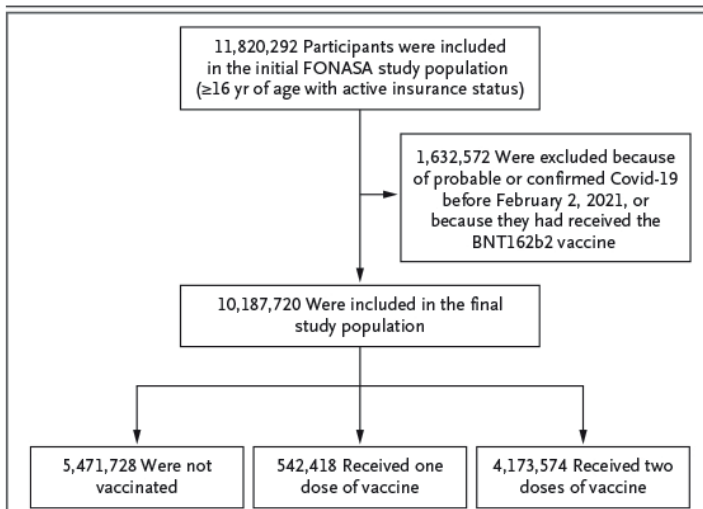 11,820,292 Participants were included
in the initial FONASA study population
(≥16 yr of age with active insurance status)
1,632,572 Were excluded because
of probable or confirmed Covid-19
before February 2, 2021, or
because they had received the
BNT162b2 vaccine
10,187,720 Were included in the final
study population
5,471,728 Were not
vaccinated
542,418 Received one
dose of vaccine
4,173,574 Received two
doses of vaccine